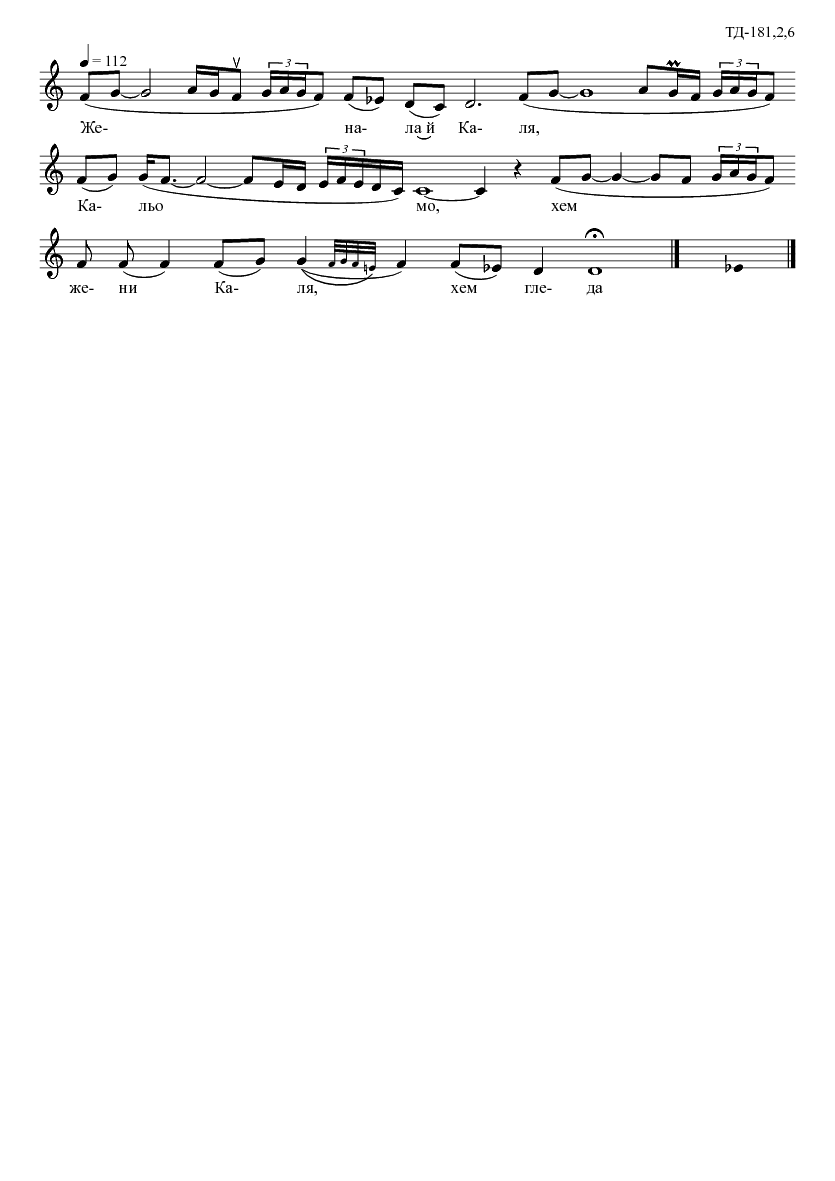 ТД-181,2,6
= 112
3 3
Же- на- ла й Ка- ля,
3 3
Ка- льо мо, хем
же- ни Ка- ля, хем гле- да